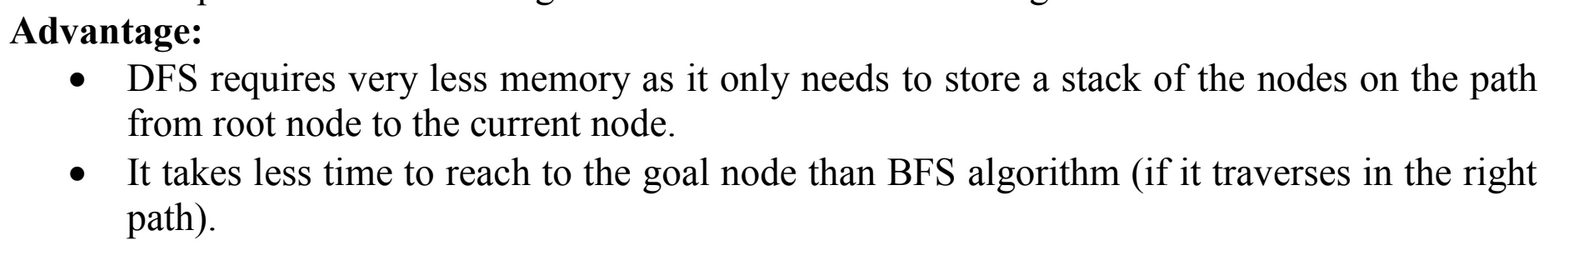 Advantage:
• DFS requires very less memory as it only needs to store a stack of the nodes on the path
from root node to the current node.
• It takes less time to reach to the goal node than BFS algorithm (if it traverses in the right
path).